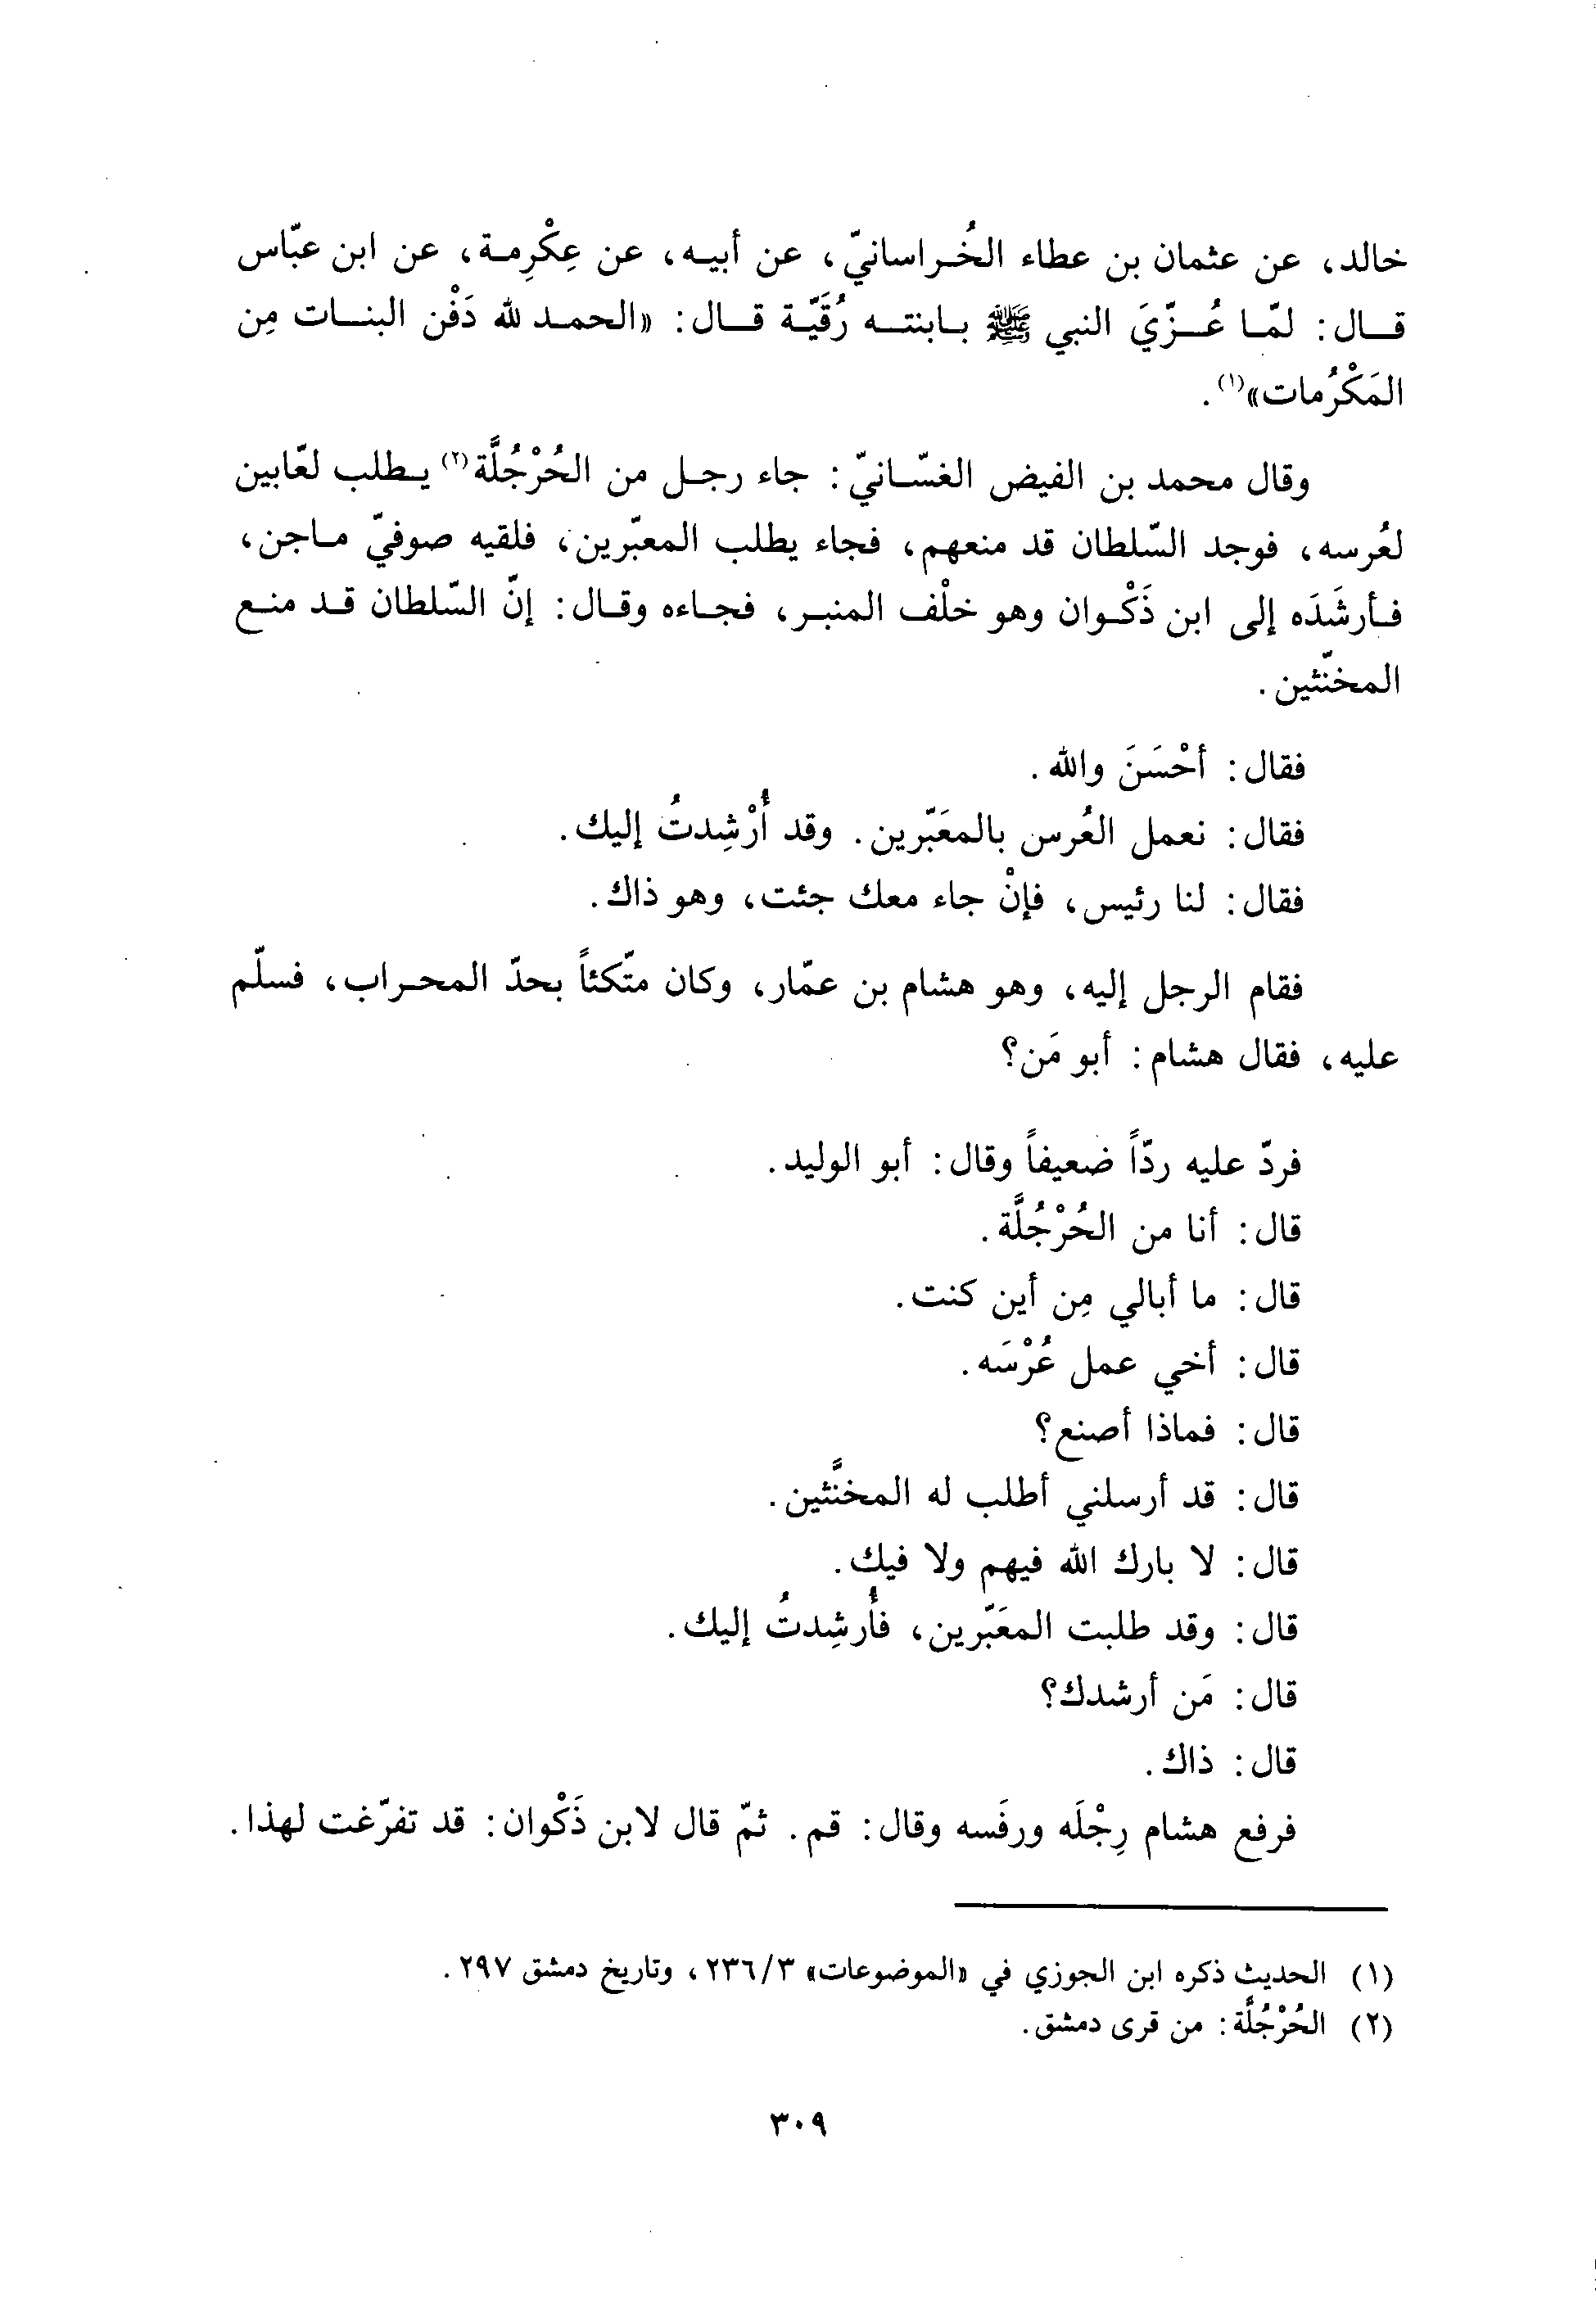 خالد، عن عثمان بن عطاء الخُراسانيّ، عن أبيه، عن عِكْرِمة، عن ابن عبّاس
قال: لمّا عُزّيَ النبي ﷺ بابنته رُقَيّة قال: «الحمد لله دَفْن البنات مِن
المَكْرُمات»(١).
وقال محمد بن الفيض الغسّانيّ: جاء رجل من الحُرْجُلَّة(٢) يطلب لعّابين
لعُرسه، فوجد السّلطان قد منعهم، فجاء يطلب المعبّرين، فلقيه صوفيّ ماجن،
فأرشَدَه إلى ابن ذَكْوان وهو خلْف المنبر، فجاءه وقال: إنّ السّلطان قد منع
المخنّثين.
فقال: أحْسَنَ والله.
فقال: نعمل العُرس بالمعَبّرين. وقد أُرْشِدتُ إليك.
فقال: لنا رئيس، فإنْ جاء معك جئت، وهو ذاك.
فقام الرجل إليه، وهو هشام بن عمّار، وكان متّكئاً بحدّ المحراب، فسلّم
عليه، فقال هشام: أبو مَن؟
فردّ عليه ردّاً ضعيفاً وقال: أبو الوليد.
قال: أنا من الحُرْجُلَّة.
قال: ما أبالي مِن أين كنت.
قال: أخي عمل عُرْسَه.
قال: فماذا أصنع؟
قال: قد أرسلني أطلب له المخنَّثين.
قال: لا بارك الله فيهم ولا فيك.
قال: وقد طلبت المعَبّرين، فأُرشِدتُ إليك.
قال: مَن أرشدك؟
قال: ذاك.
فرفع هشام رِجْلَه ورفَسه وقال: قم. ثمّ قال لابن ذَكْوان: قد تفرّغت لهذا.
(١) الحديث ذكره ابن الجوزي في «الموضوعات» ٢٣٦/٣، وتاريخ دمشق ٢٩٧.
(٢) الحُرْجُلَّة: من قرى دمشق.
٣٠٩